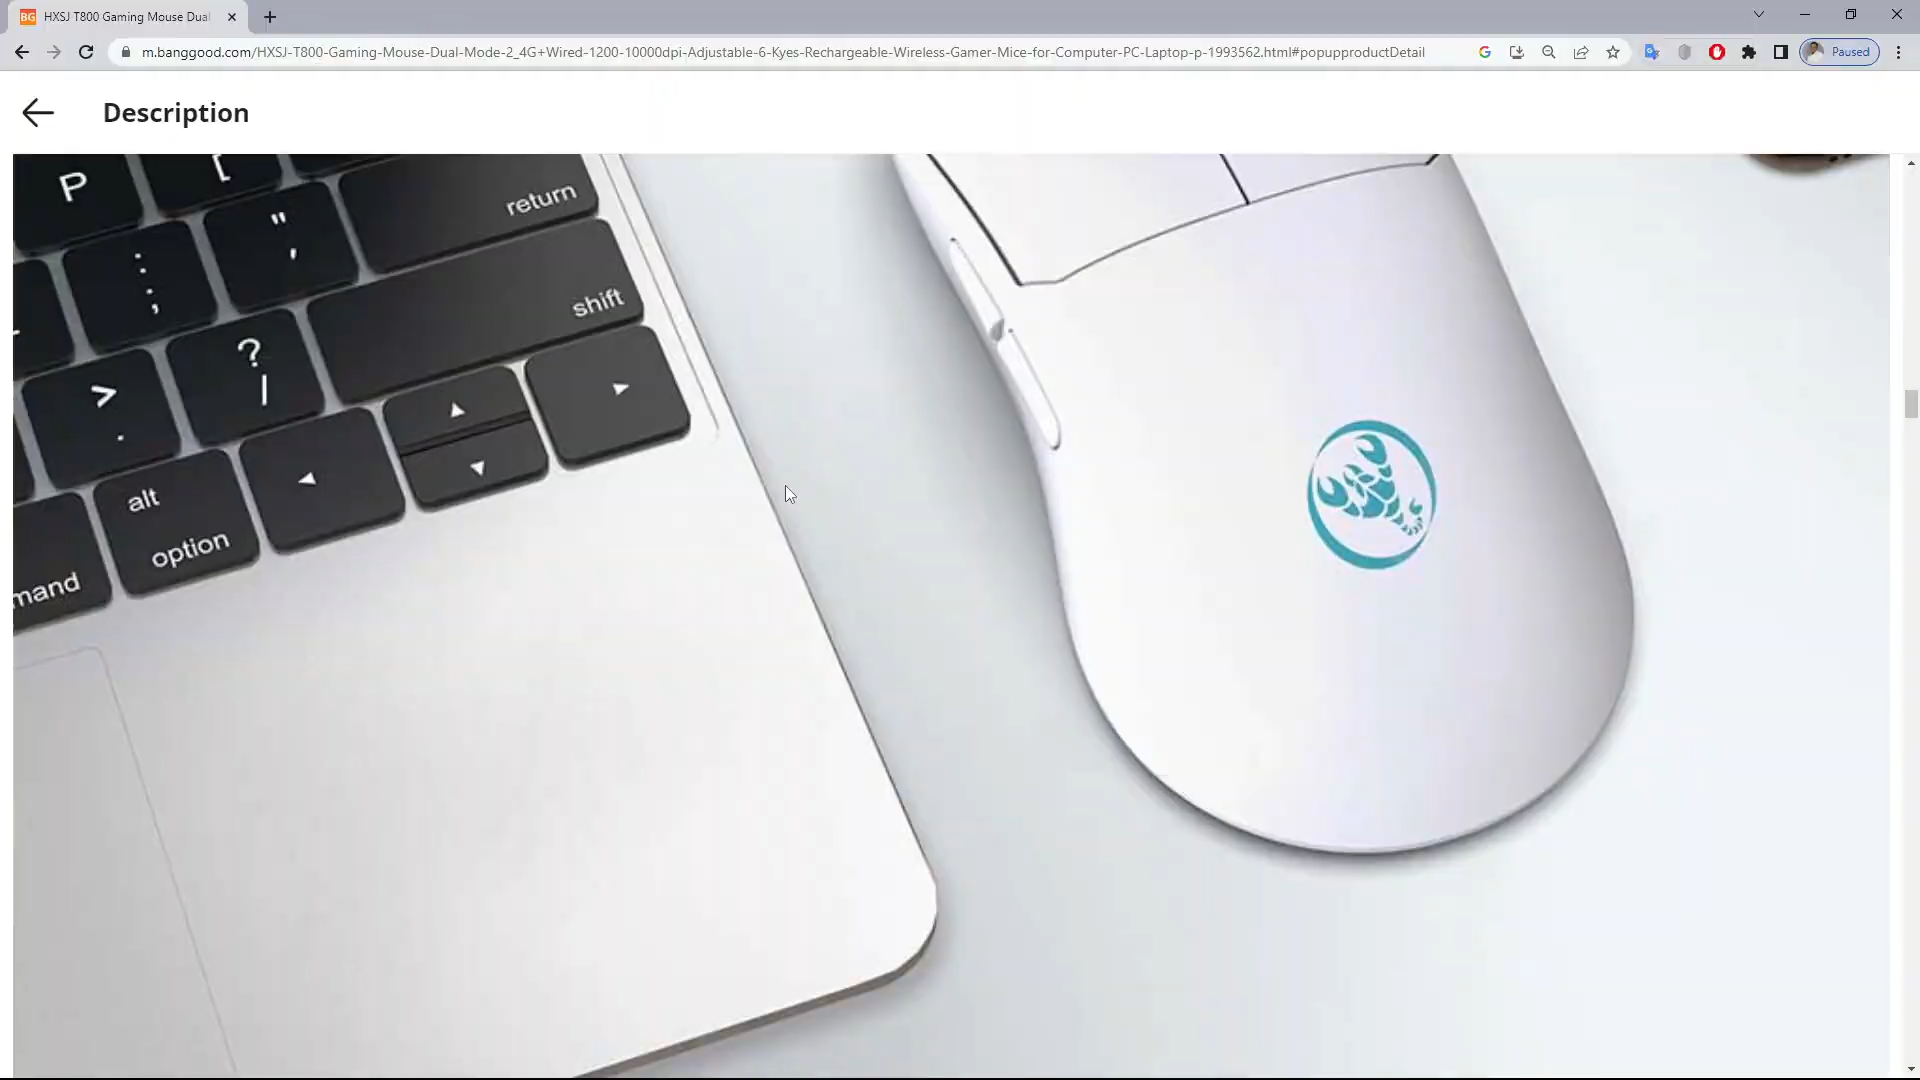 BG HXSJ T800 Gaming Mouse Dual
m.banggood.com/HXSJ-T800-Gaming-Mouse-Dual-Mode-2_4G+Wired-1200-10000dpi-Adjustable-6-Kyes-Rechargeable-Wireless-Gamer-Mice-for-Computer-PC-Laptop-p-1993562.html#popupproductDetail
Paused
Description
P [
return
: ; " ,
shift
> . ? /
alt
option
mand